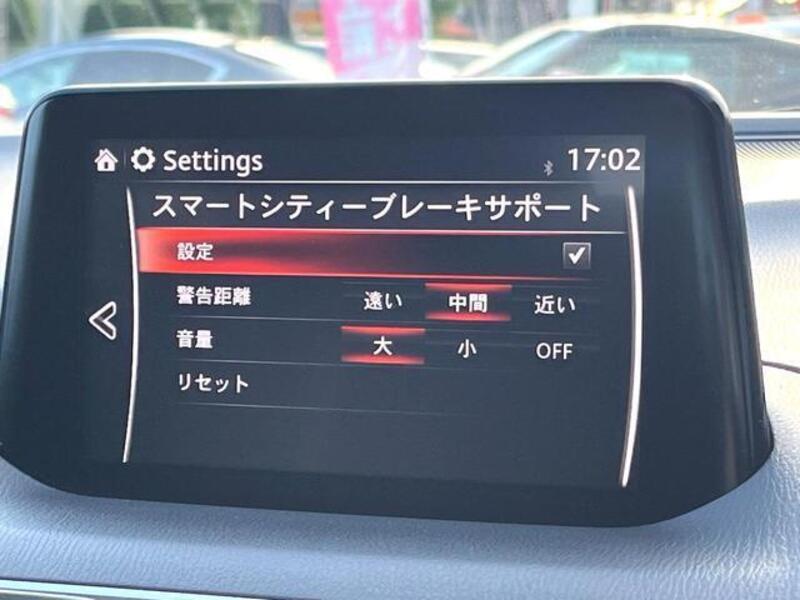 Settings 17:02
スマートシティーブレーキサポート
設定
警告距離 遠い 中間 近い
音量 大 小 OFF
リセット